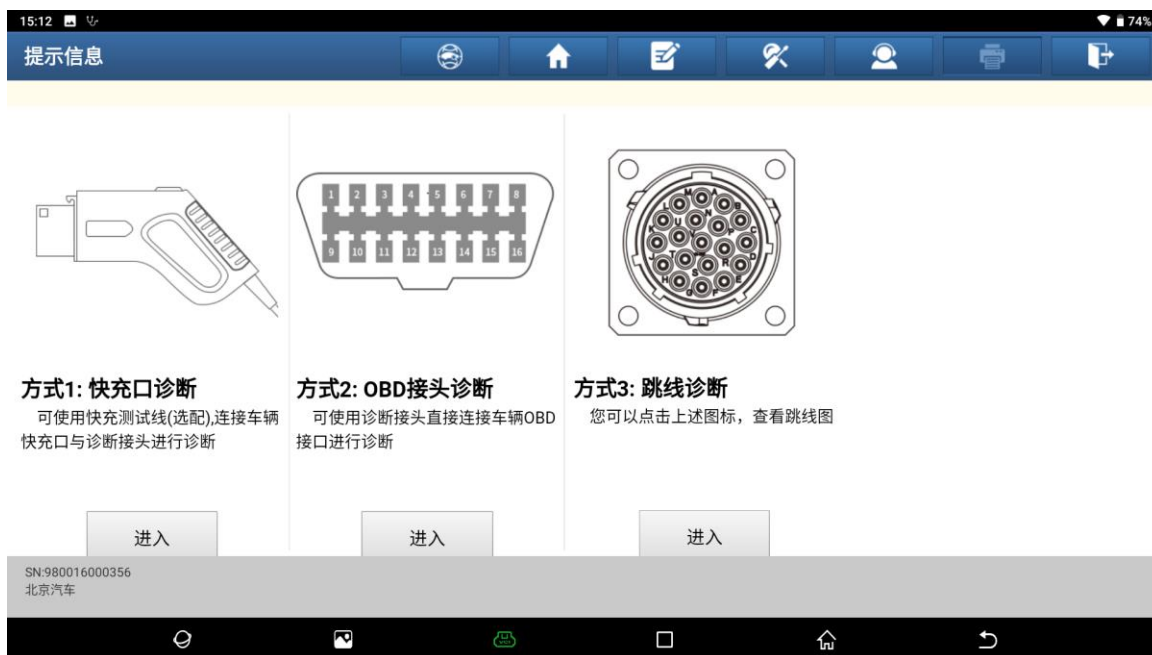 15:12
74%
提示信息
1 2 3 4 5 6 7 8
9 10 11 12 13 14 15 16
M A
L B
N
U
K C
V P
J D
T R
S
H E
G F
方式1: 快充口诊断
可使用快充测试线(选配),连接车辆
快充口与诊断接头进行诊断
进入
方式2: OBD接头诊断
可使用诊断接头直接连接车辆OBD
接口进行诊断
进入
方式3: 跳线诊断
您可以点击上述图标，查看跳线图
进入
SN:980016000356
北京汽车